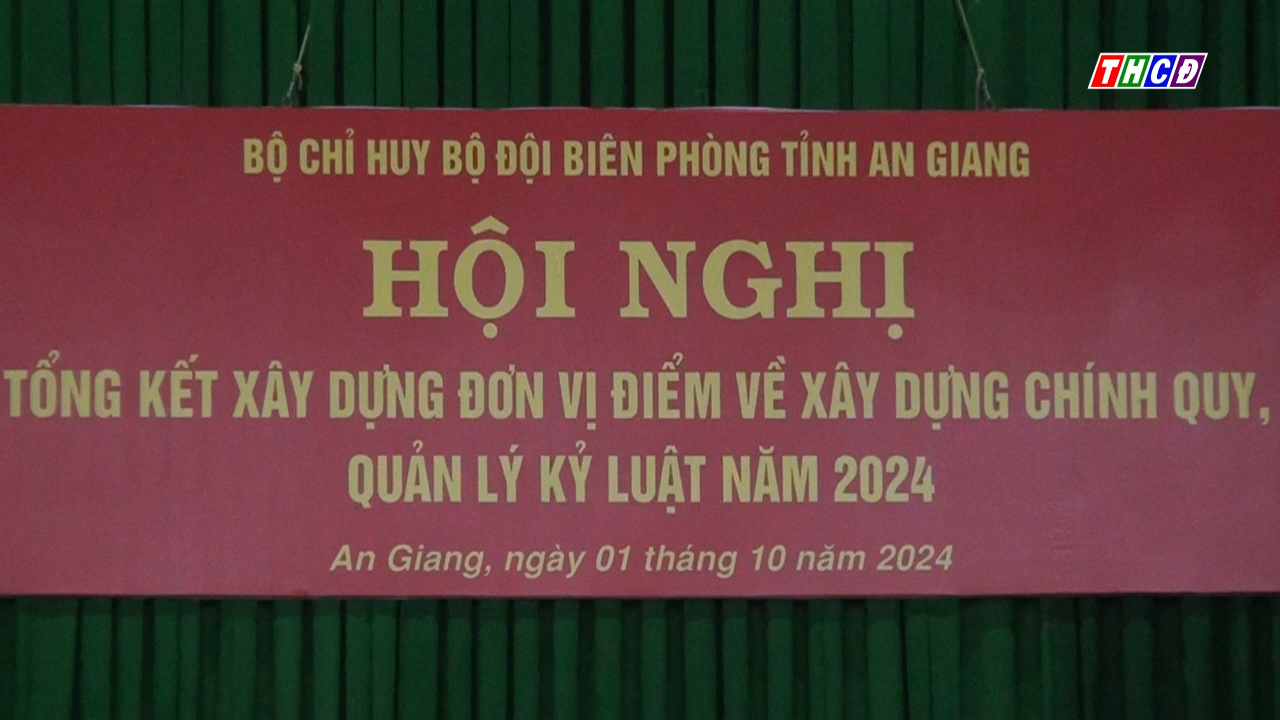 THCĐ
BỘ CHỈ HUY BỘ ĐỘI BIÊN PHÒNG TỈNH AN GIANG
HỘI NGHỊ
TỔNG KẾT XÂY DỰNG ĐƠN VỊ ĐIỂM VỀ XÂY DỰNG CHÍNH QUY,
QUẢN LÝ KỶ LUẬT NĂM 2024
An Giang, ngày 01 tháng 10 năm 2024